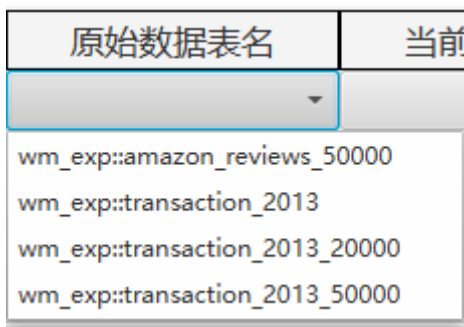 原始数据表名 当前
wm_exp::amazon_reviews_50000
wm_exp::transaction_2013
wm_exp::transaction_2013_20000
wm_exp::transaction_2013_50000